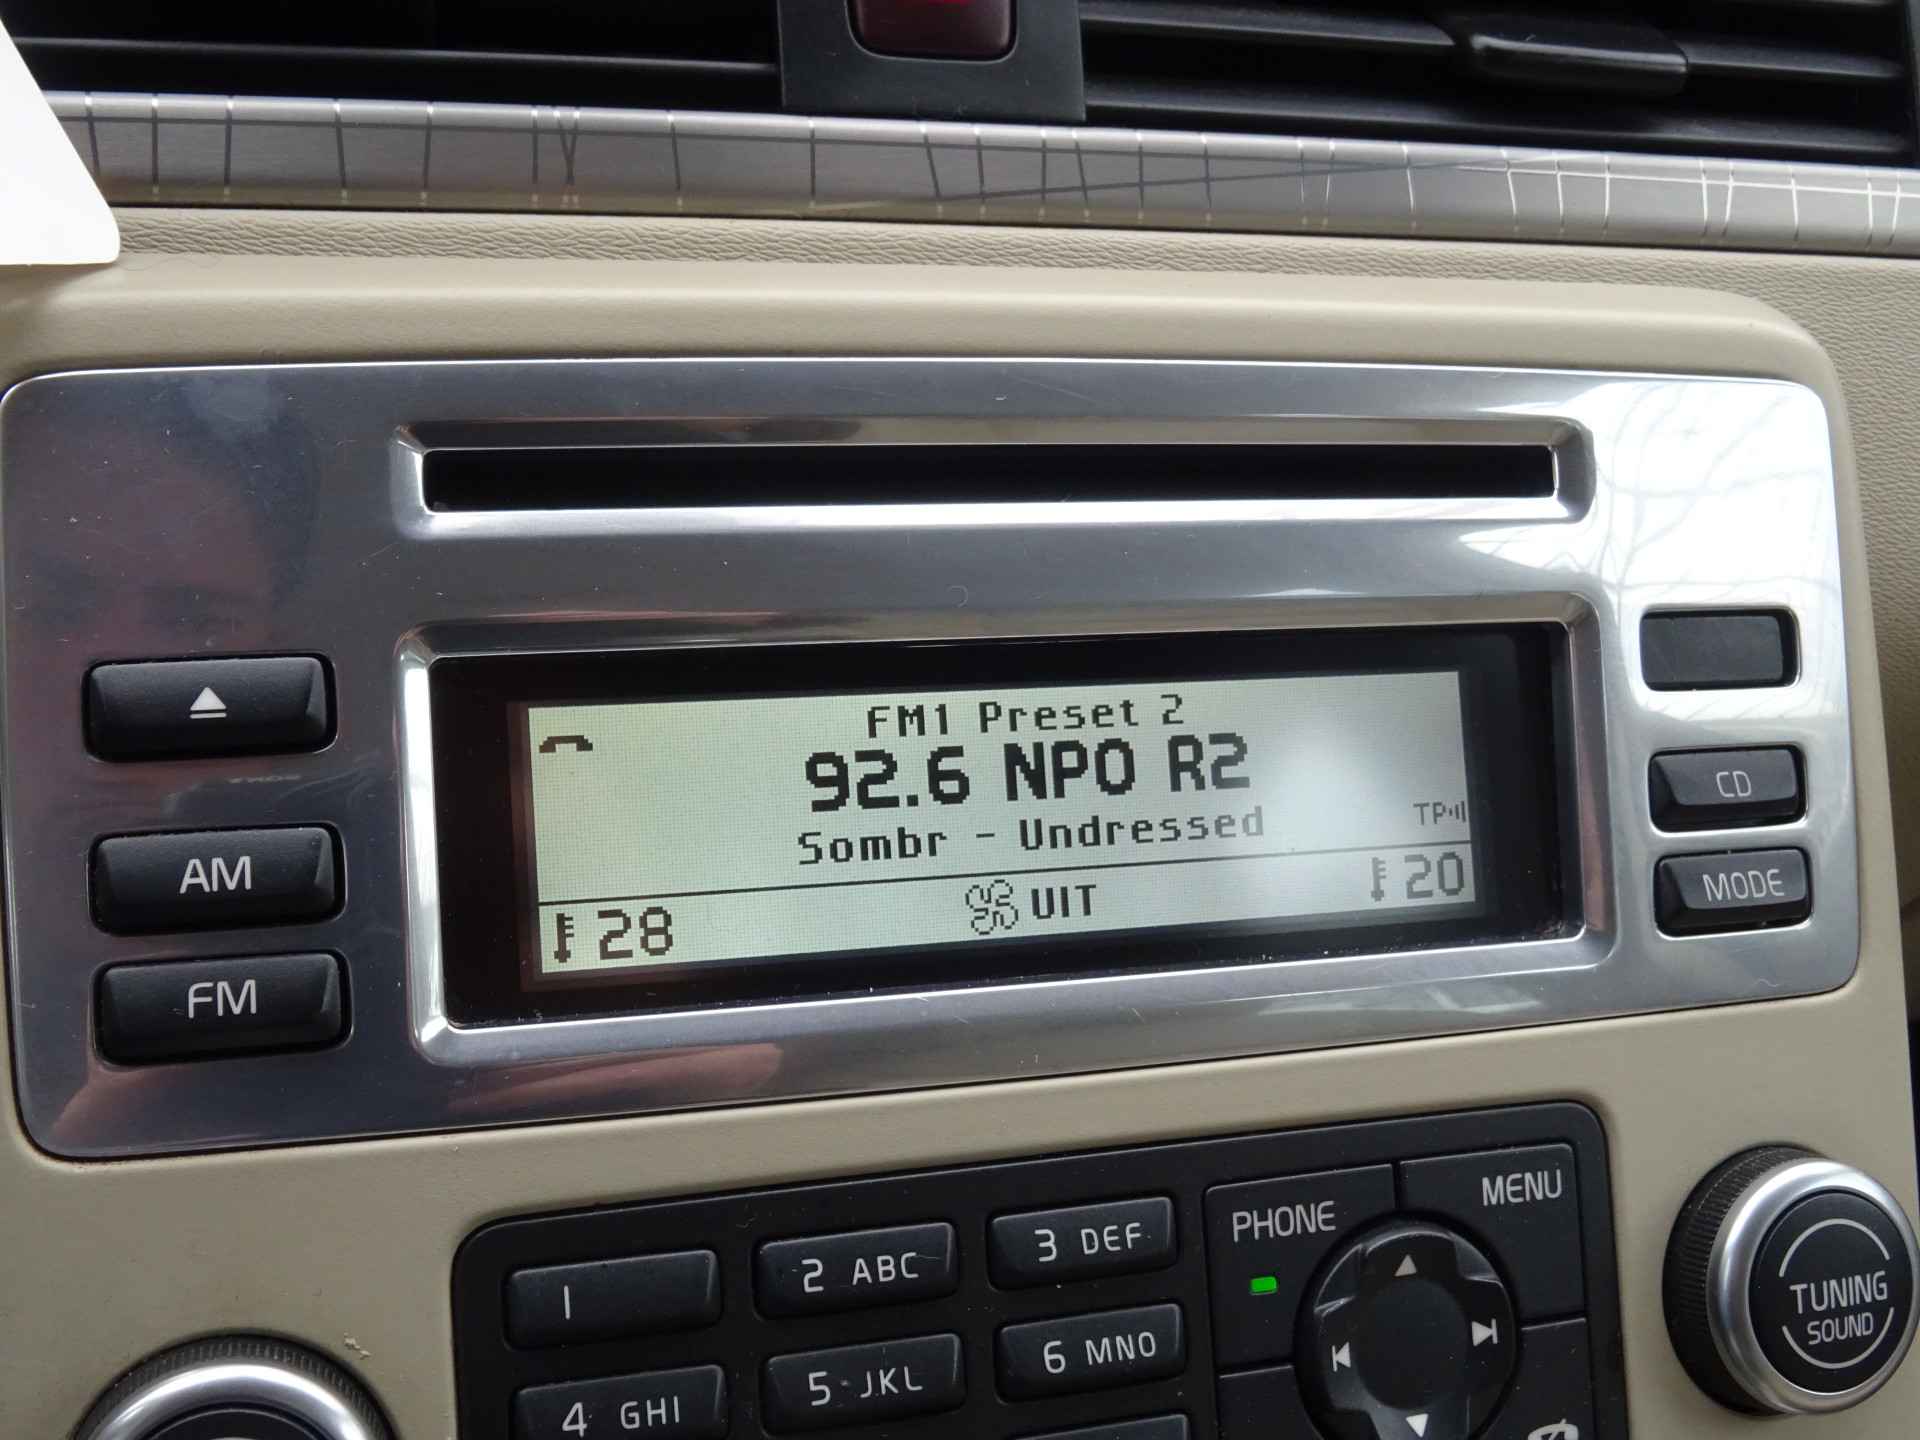 FM1 Preset 2
92.6 NPO R2
Sombr - Undressed
TP
28 UIT 20
AM
FM
CD
MODE
1
2 ABC
3 DEF
4 GHI
5 JKL
6 MNO
PHONE
MENU
TUNING
SOUND